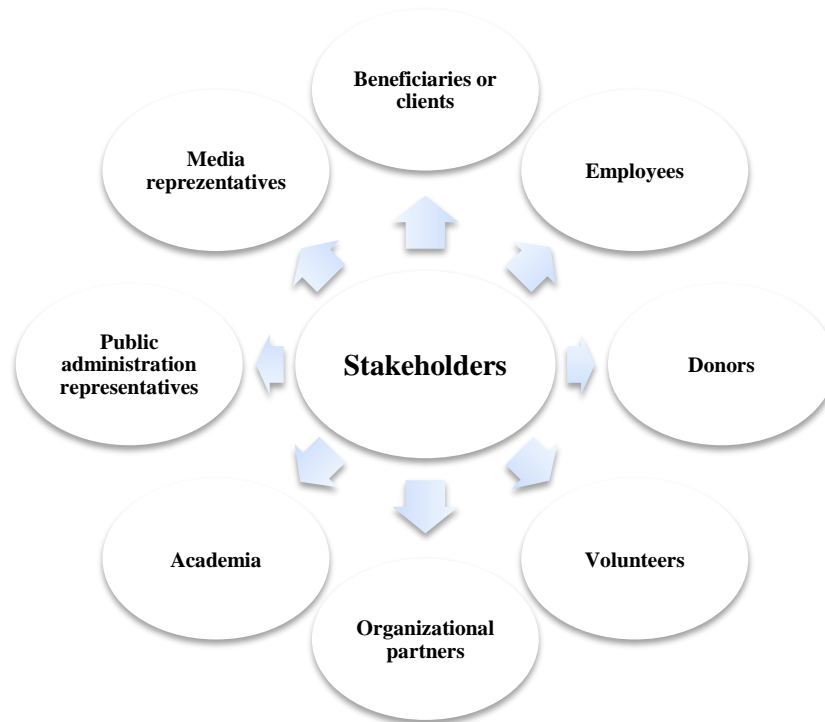 Beneficiaries or
clients
Employees
Donors
Volunteers
Organizational
partners
Academia
Public
administration
representatives
Media
reprezentatives
Stakeholders